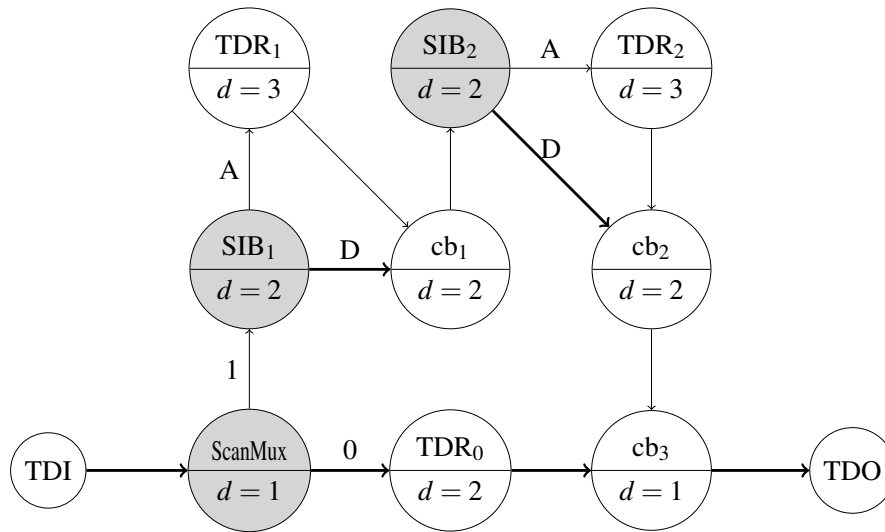 TDR₁
d = 3
SIB₂
d = 2
A
TDR₂
d = 3
A
D
SIB₁
d = 2
D
cb₁
d = 2
cb₂
d = 2
1
TDI
ScanMux
d = 1
0
TDR₀
d = 2
cb₃
d = 1
TDO